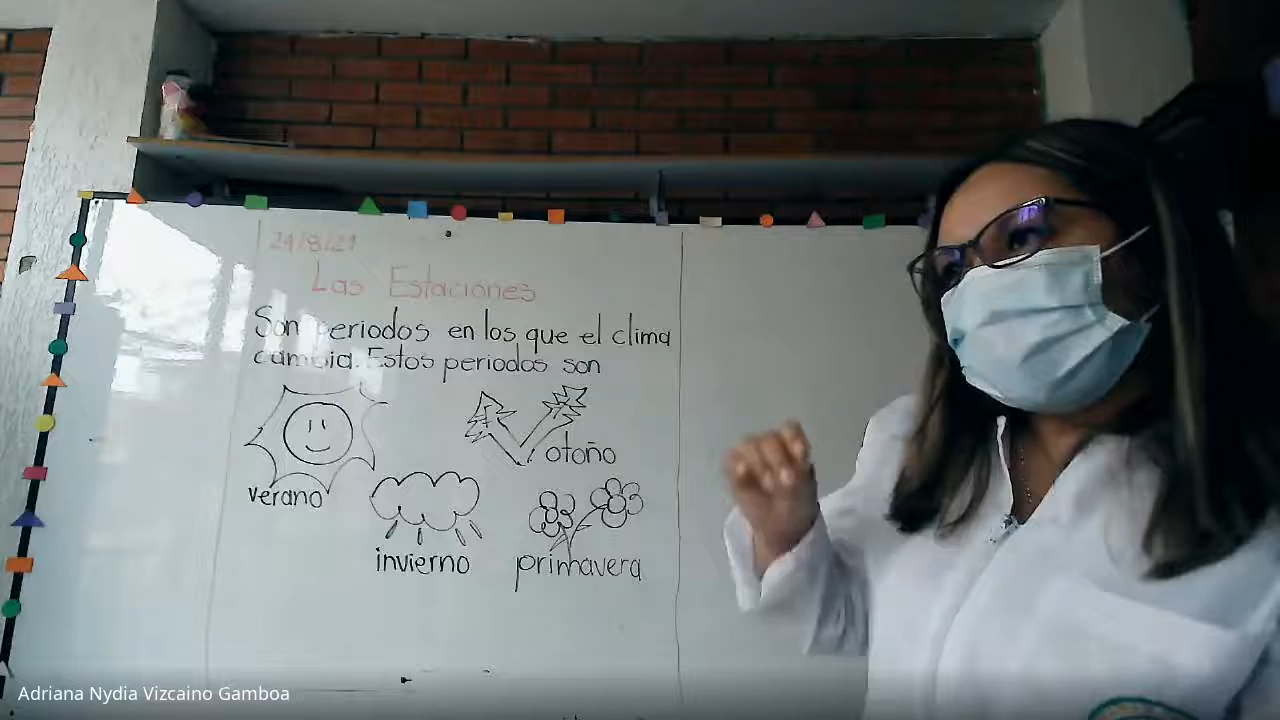 24/8/21
Las Estaciones
Son periodos en los que el clima
cambia. Estos periodos son
otoño
verano
invierno
primavera
Adriana Nydia Vizcaino Gamboa